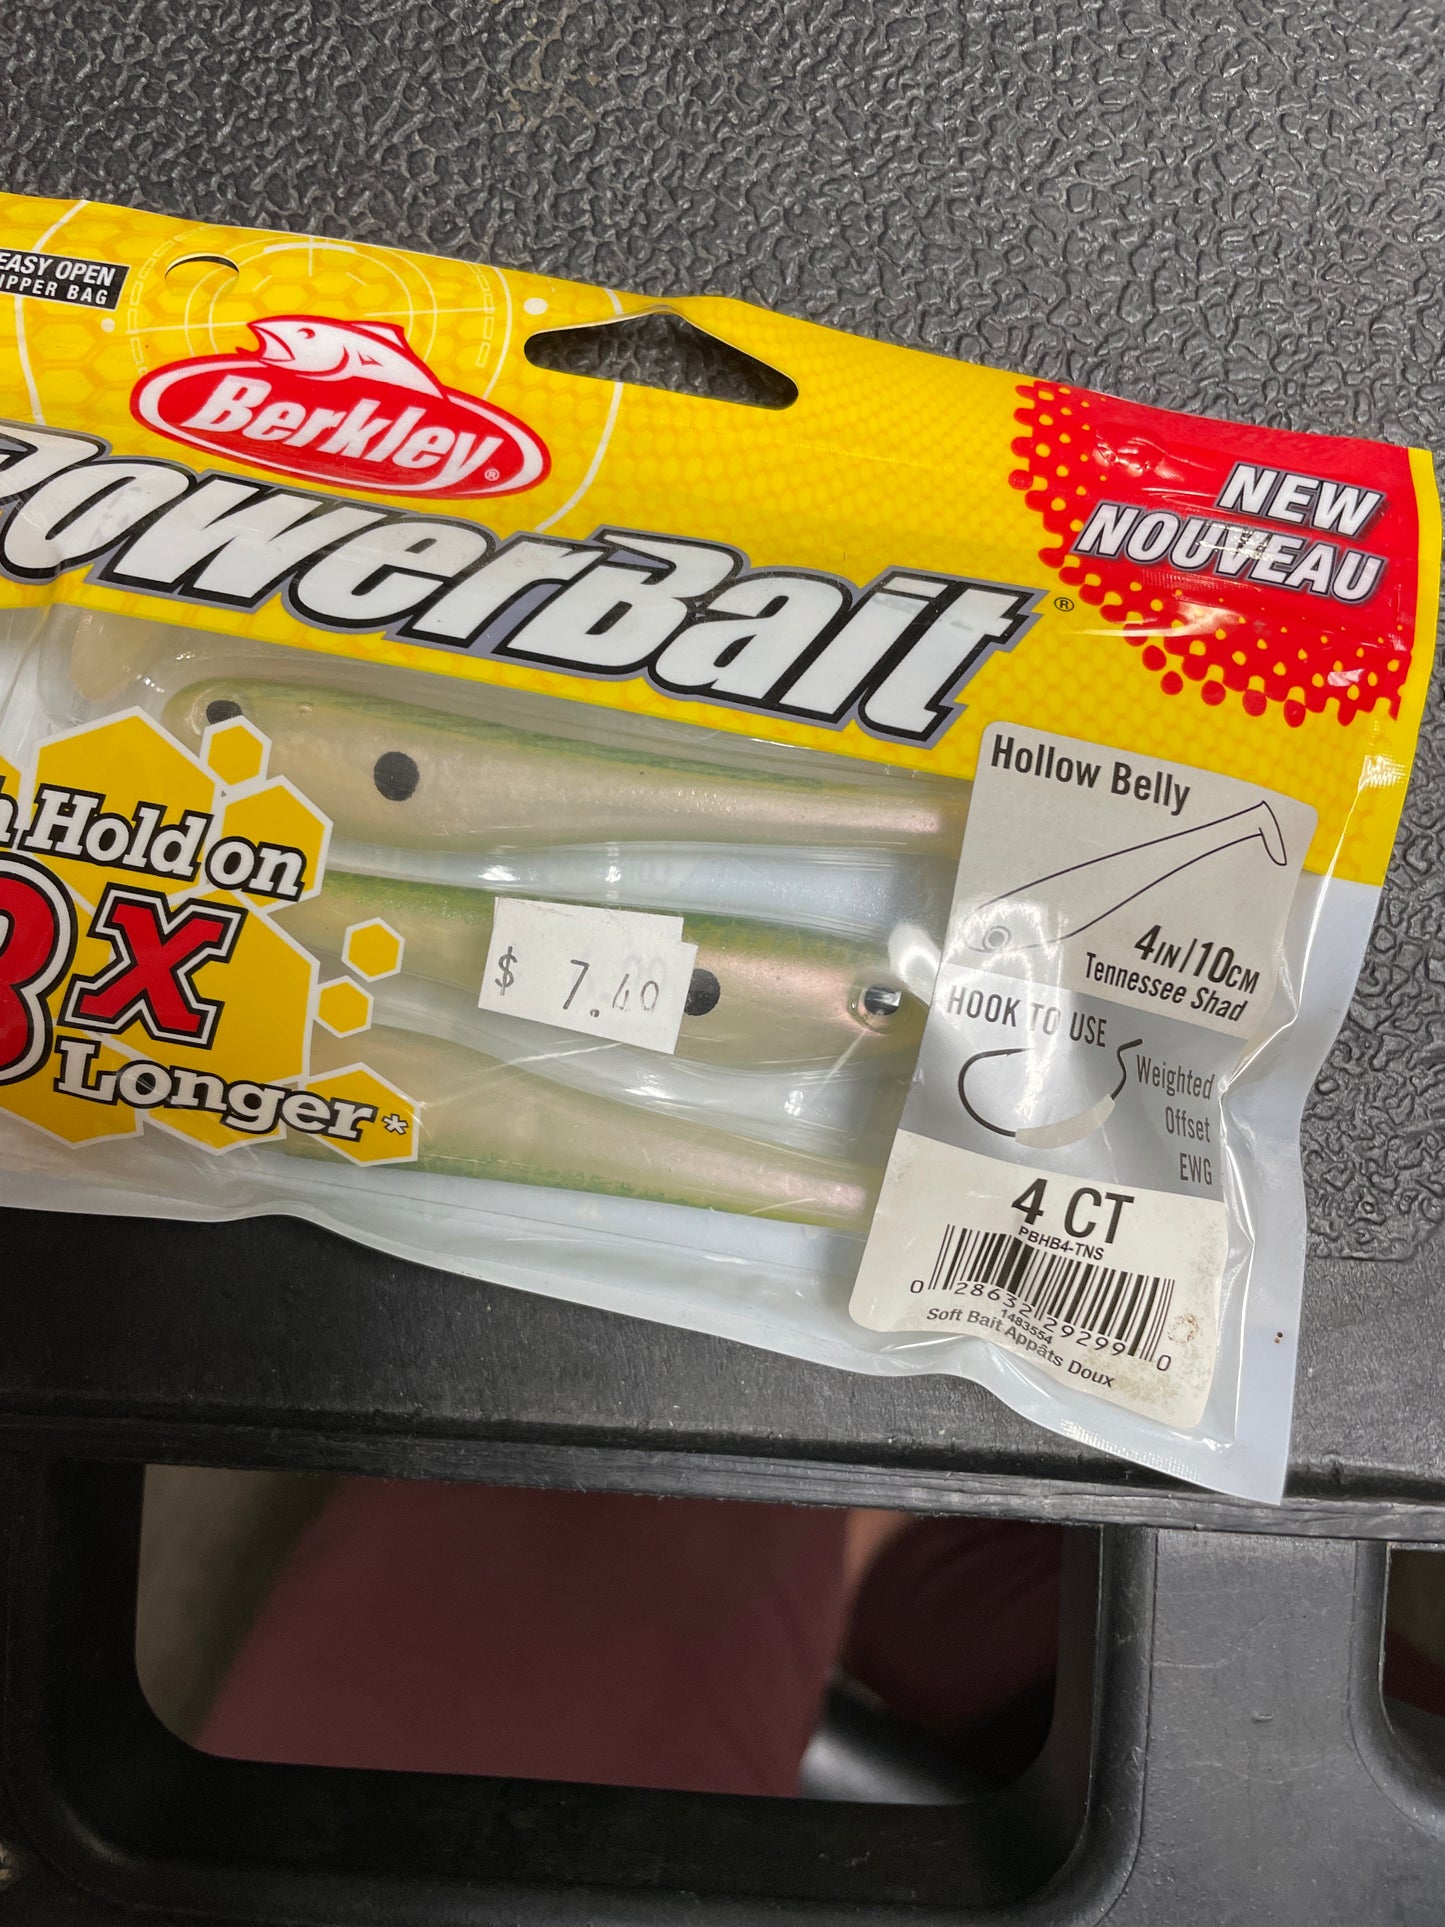 EASY OPEN
IPPER BAG
Berkley®
PowerBait®
NEW
NOUVEAU
Hold on
3x
Longer*
$ 7.
Hollow Belly
4IN/10CM
Tennessee Shad
HOOK TO USE
Weighted
Offset
EWG
4 CT
PBHB4-TNS
0 28632 29299 0
1483554
Soft Bait Appâts Doux